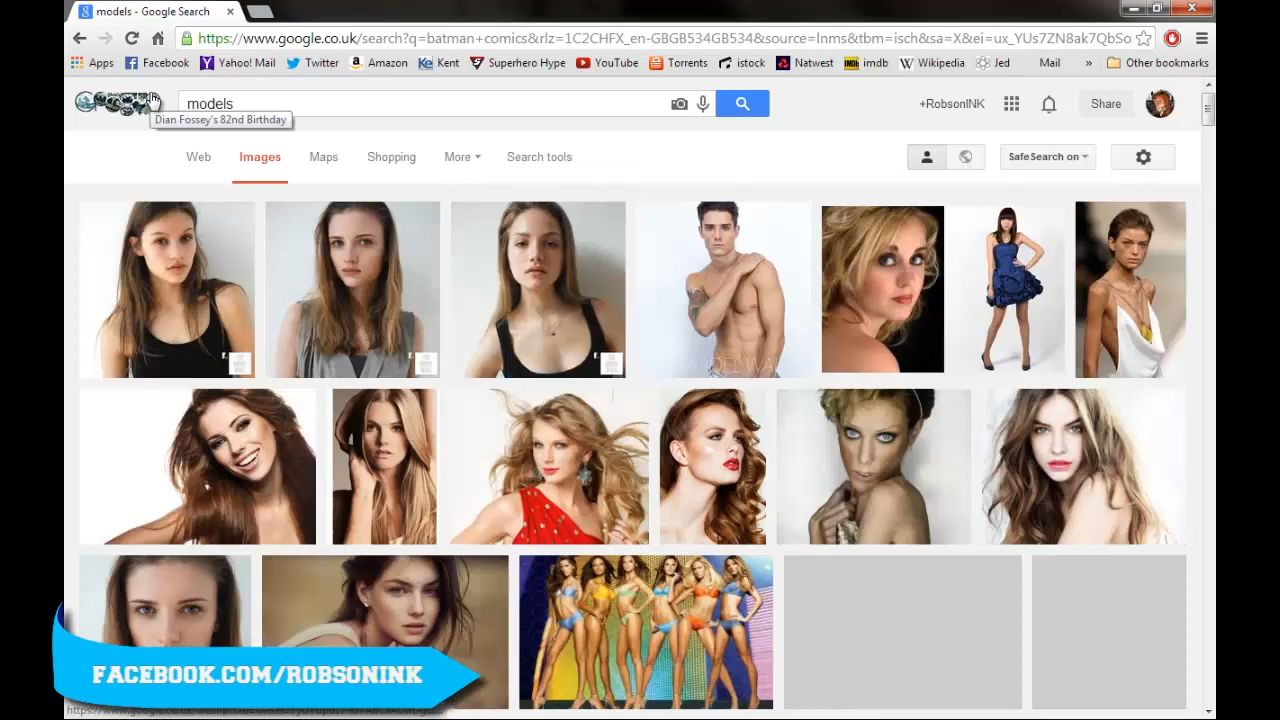 models - Google Search
https://www.google.co.uk/search?q=batman+comics&rlz=1C2CHFX_en-GBGB534GB534&source=lnms&tbm=isch&sa=X&ei=ux_YUs7ZN8ak7QbSo
Apps Facebook Yahoo! Mail Twitter Amazon Kent Superhero Hype YouTube Torrents istock Natwest imdb Wikipedia Jed Mail » Other bookmarks
models
+RobsonINK Share
Dian Fossey's 82nd Birthday
Web Images Maps Shopping More Search tools SafeSearch on
FACEBOOK.COM/ROBSONINK